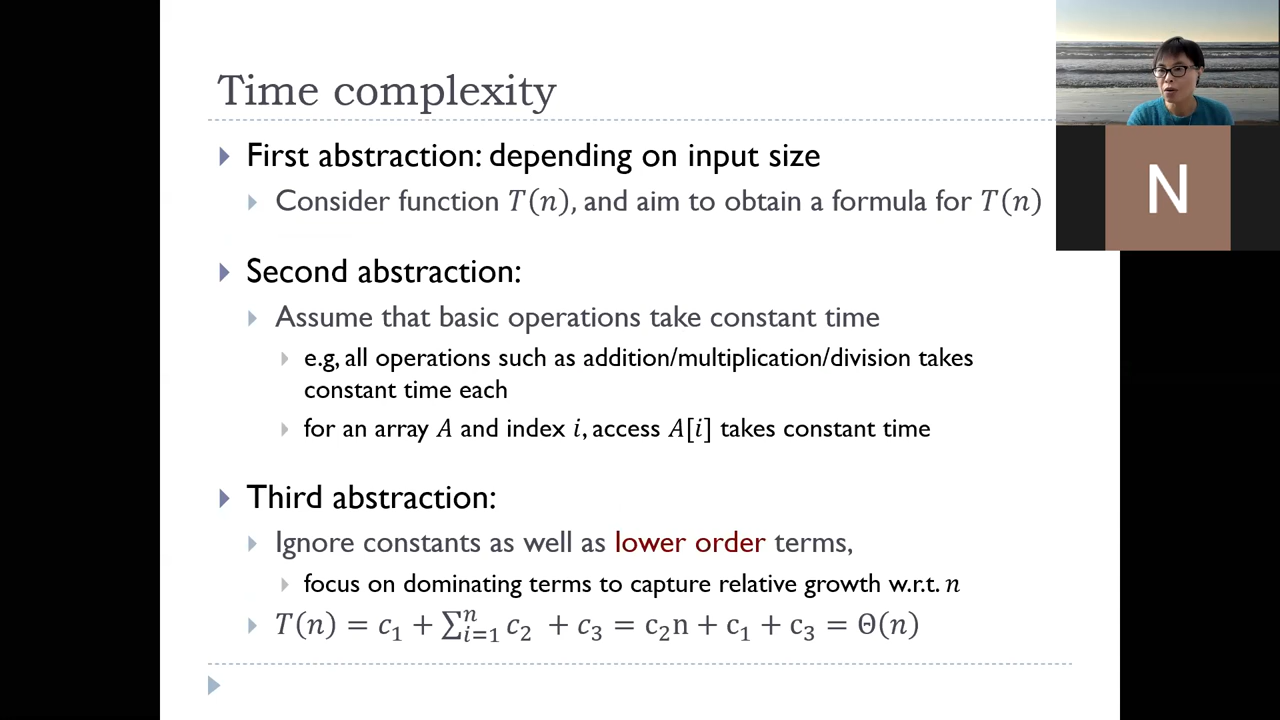 Time complexity
First abstraction: depending on input size
Consider function T(n), and aim to obtain a formula for T(n)
Second abstraction:
Assume that basic operations take constant time
e.g, all operations such as addition/multiplication/division takes
constant time each
for an array A and index i, access A[i] takes constant time
Third abstraction:
Ignore constants as well as lower order terms,
focus on dominating terms to capture relative growth w.r.t. n
T(n) = c₁ + ∑ᵢ₌₁ⁿ c₂ + c₃ = c₂n + c₁ + c₃ = Θ(n)
N